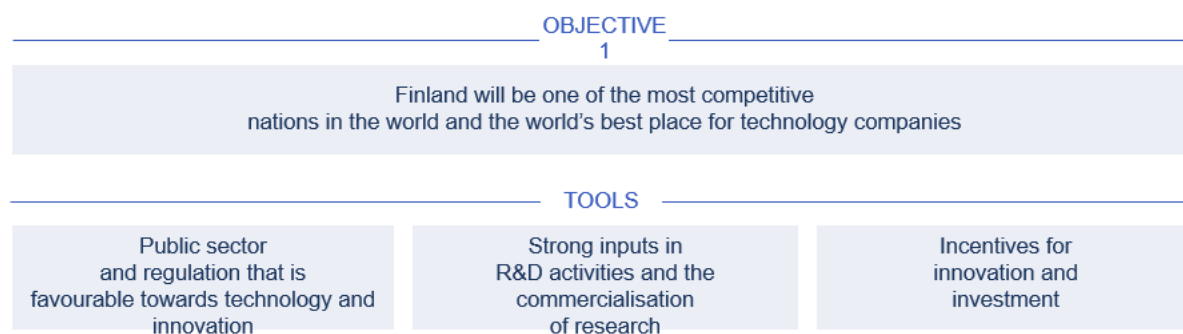 OBJECTIVE
1
Finland will be one of the most competitive
nations in the world and the world's best place for technology companies
TOOLS
Public sector
and regulation that is
favourable towards technology and
innovation
Strong inputs in
R&D activities and the
commercialisation
of research
Incentives for
innovation and
investment